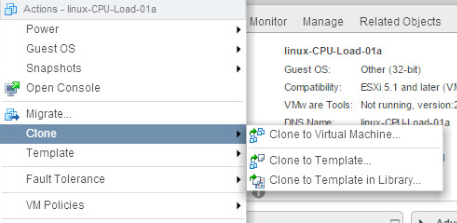 Actions - linux-CPU-Load-01a
Power
Guest OS
Snapshots
Open Console
Migrate...
Clone
Template
Fault Tolerance
VM Policies
Clone to Virtual Machine...
Clone to Template...
Clone to Template in Library...
Monitor Manage Related Objects
linux-CPU-Load-01a
Guest OS: Other (32-bit)
Compatibility: ESXi 5.1 and later (VM
VMware Tools: Not running, version:2
DNS Name: linux-CPU-Load-01a